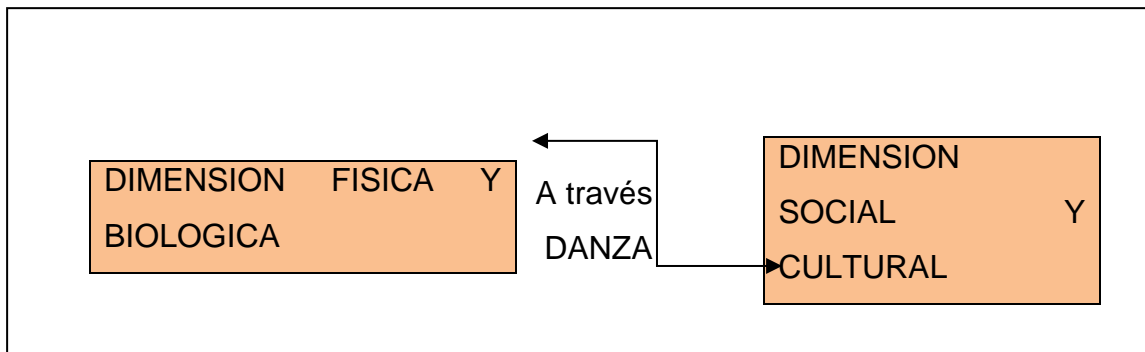 DIMENSION FISICA Y
BIOLOGICA
A través
DANZA
DIMENSION
SOCIAL Y
CULTURAL